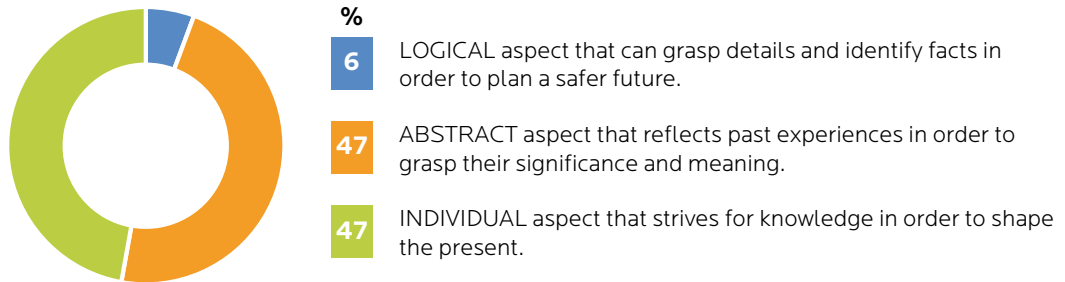 %
6
LOGICAL aspect that can grasp details and identify facts in
order to plan a safer future.
47
ABSTRACT aspect that reflects past experiences in order to
grasp their significance and meaning.
47
INDIVIDUAL aspect that strives for knowledge in order to shape
the present.